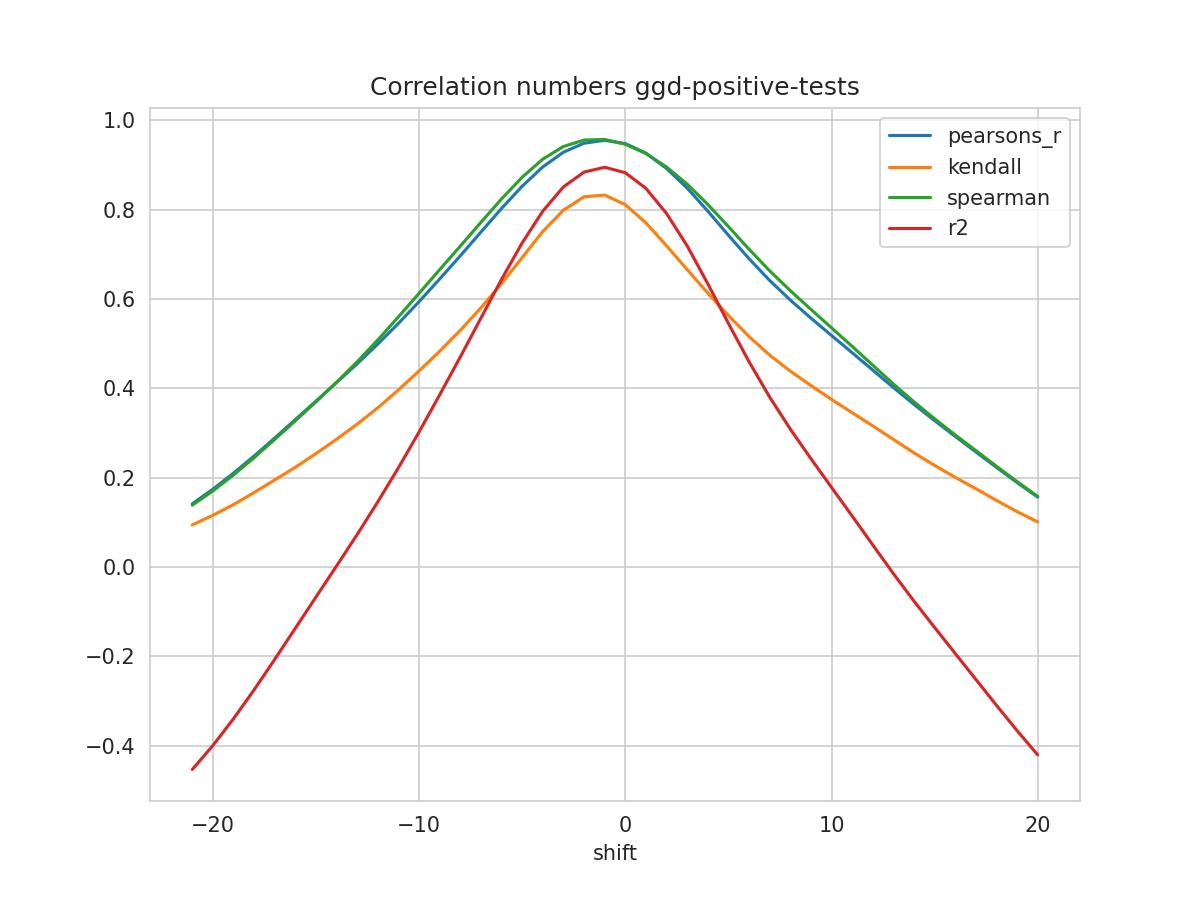 Correlation numbers ggd-positive-tests
1.0
0.8
0.6
0.4
0.2
0.0
−0.2
−0.4
pearsons_r
kendall
spearman
r2
−20
−10
0
10
20
shift